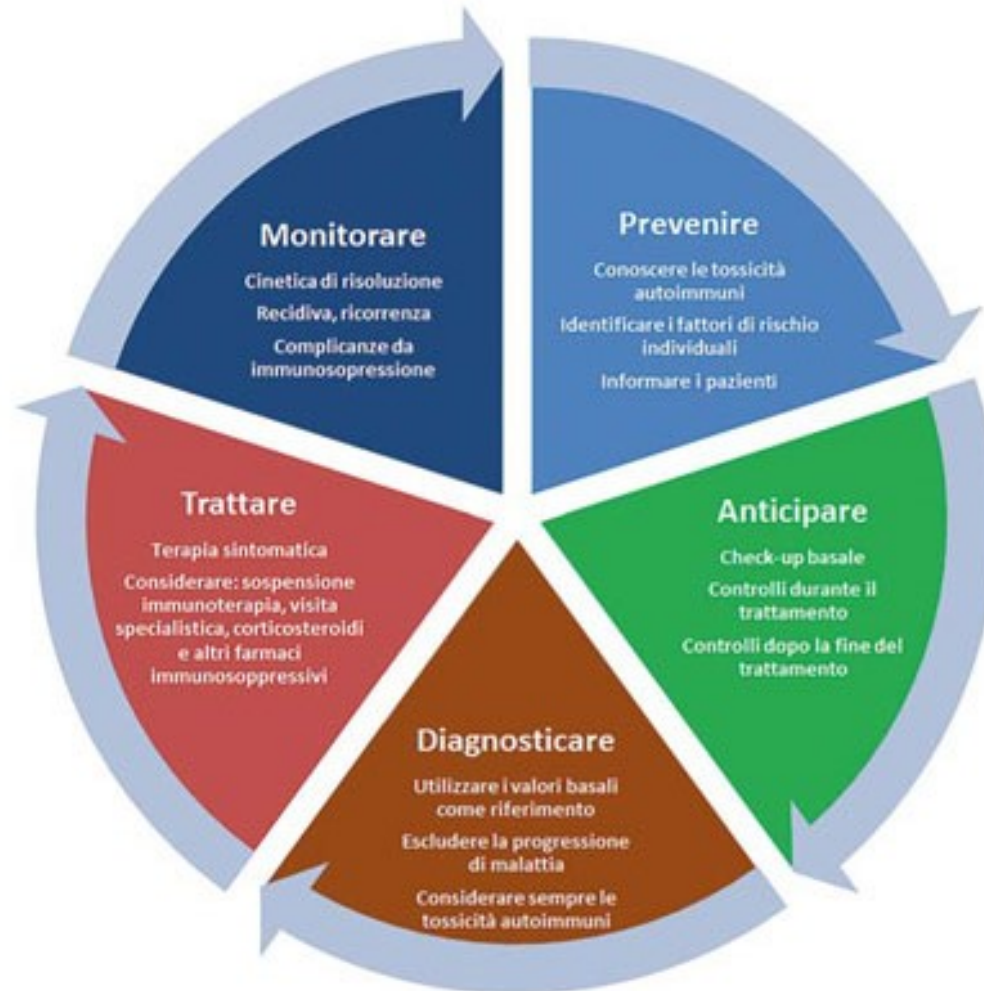 Monitorare
Cinetica di risoluzione
Recidiva, ricorrenza
Complicanze da
immunosopressione
Prevenire
Conoscere le tossicità
autoimmuni
Identificare i fattori di rischio
individuali
Informare i pazienti
Anticipare
Check-up basale
Controlli durante il
trattamento
Controlli dopo la fine del
trattamento
Diagnosticare
Utilizzare i valori basali
come riferimento
Escludere la progressione
di malattia
Considerare sempre le
tossicità autoimmuni
Trattare
Terapia sintomatica
Considerare: sospensione
immunoterapia, visita
specialistica, corticosteroidi
e altri farmaci
immunosoppressivi